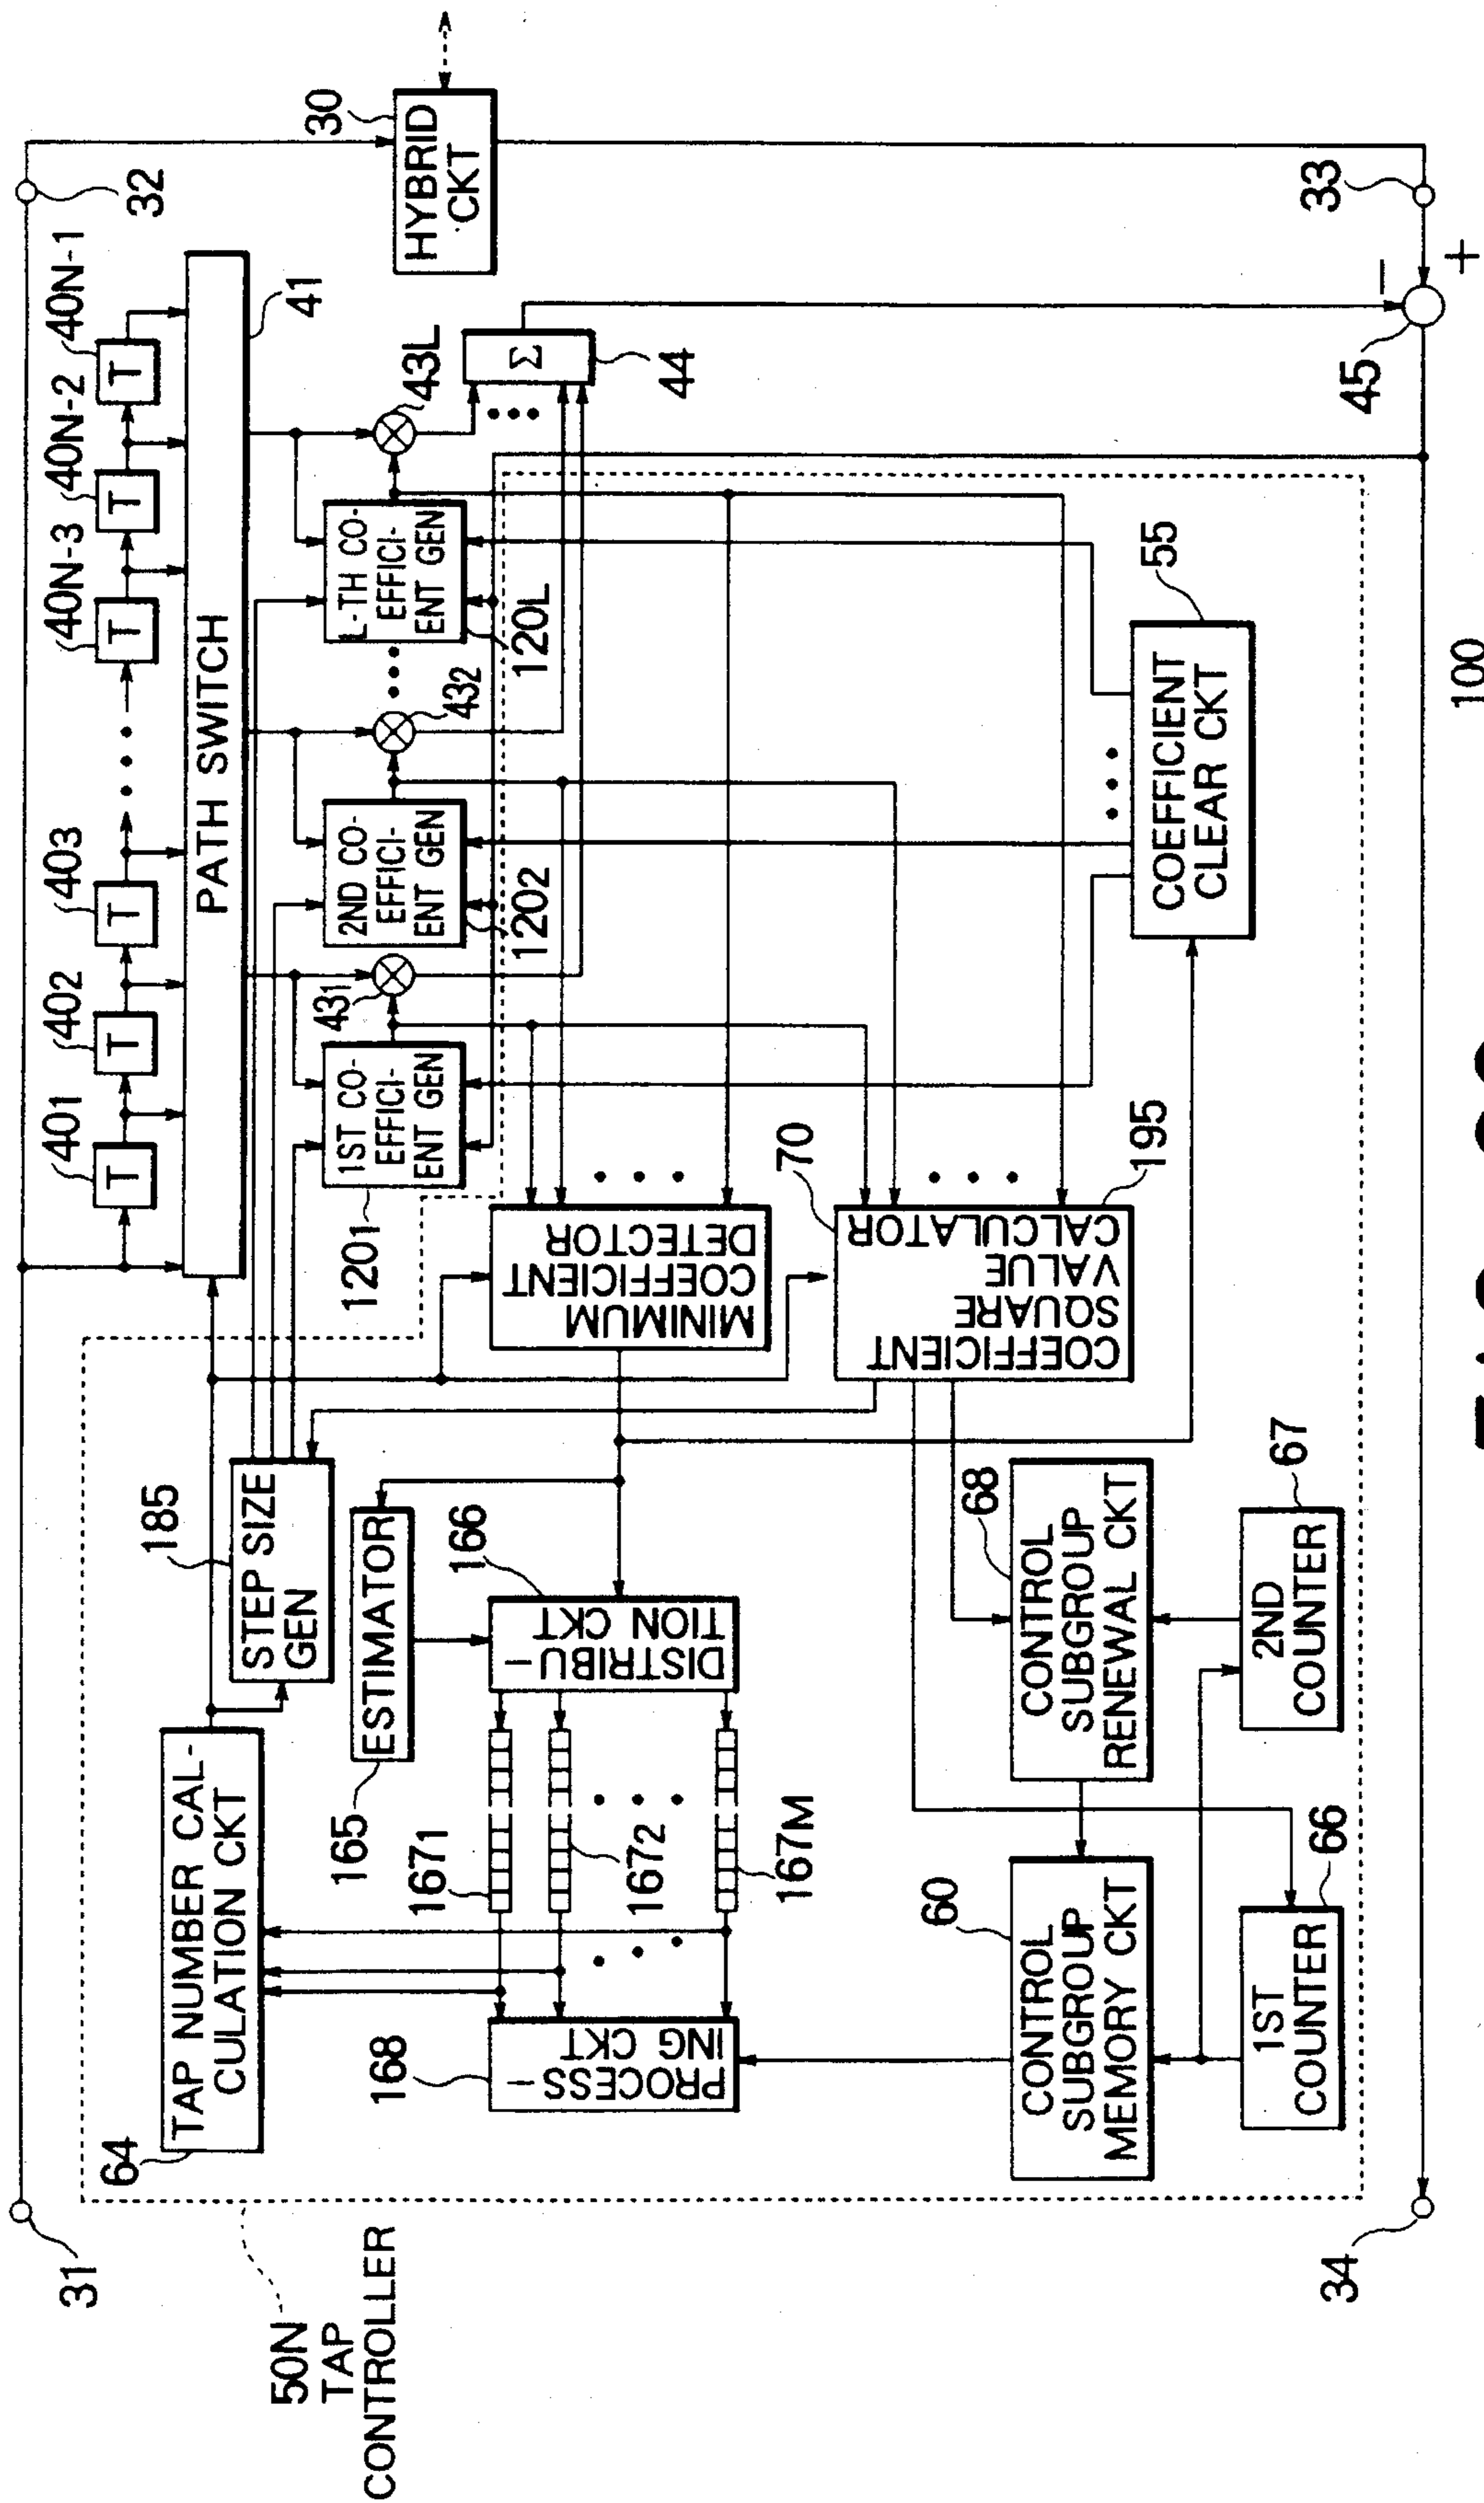 31
32
401
402
403
40N-3
40N-2
40N-1
T
T
T
T
T
T
PATH SWITCH
41
30
HYBRID
CKT
64
TAP NUMBER CAL-
CULATION CKT
185
STEP SIZE
GEN
1201
1ST CO-
EFFICI-
ENT GEN
431
1202
2ND CO-
EFFICI-
ENT GEN
432
120L
L-TH CO-
EFFICI-
ENT GEN
43L
Σ
44
50N
TAP
CONTROLLER
165
ESTIMATOR
166
DISTRIBU-
TION CKT
1671
1672
167M
168
PROCESS-
ING CKT
MINIMUM
COEFFICIENT
DETECTOR
70
COEFFICIENT
SQUARE
VALUE
CALCULATOR
195
55
COEFFICIENT
CLEAR CKT
60
CONTROL
SUBGROUP
MEMORY CKT
68
CONTROL
SUBGROUP
RENEWAL CKT
66
1ST
COUNTER
67
2ND
COUNTER
33
−
+
45
34
100